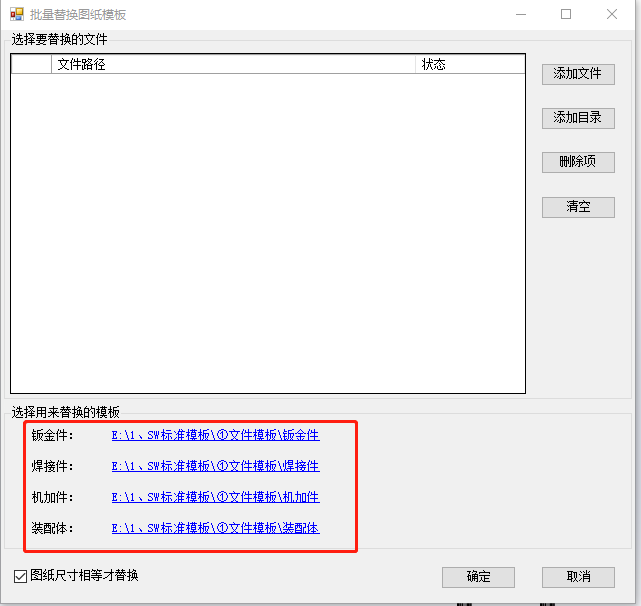 批量替换图纸模板
选择要替换的文件
文件路径 状态
添加文件
添加目录
删除项
清空
选择用来替换的模板
钣金件: E:\1、SW标准模板\①文件模板\钣金件
焊接件: E:\1、SW标准模板\①文件模板\焊接件
机加件: E:\1、SW标准模板\①文件模板\机加件
装配体: E:\1、SW标准模板\①文件模板\装配体
图纸尺寸相等才替换
确定 取消